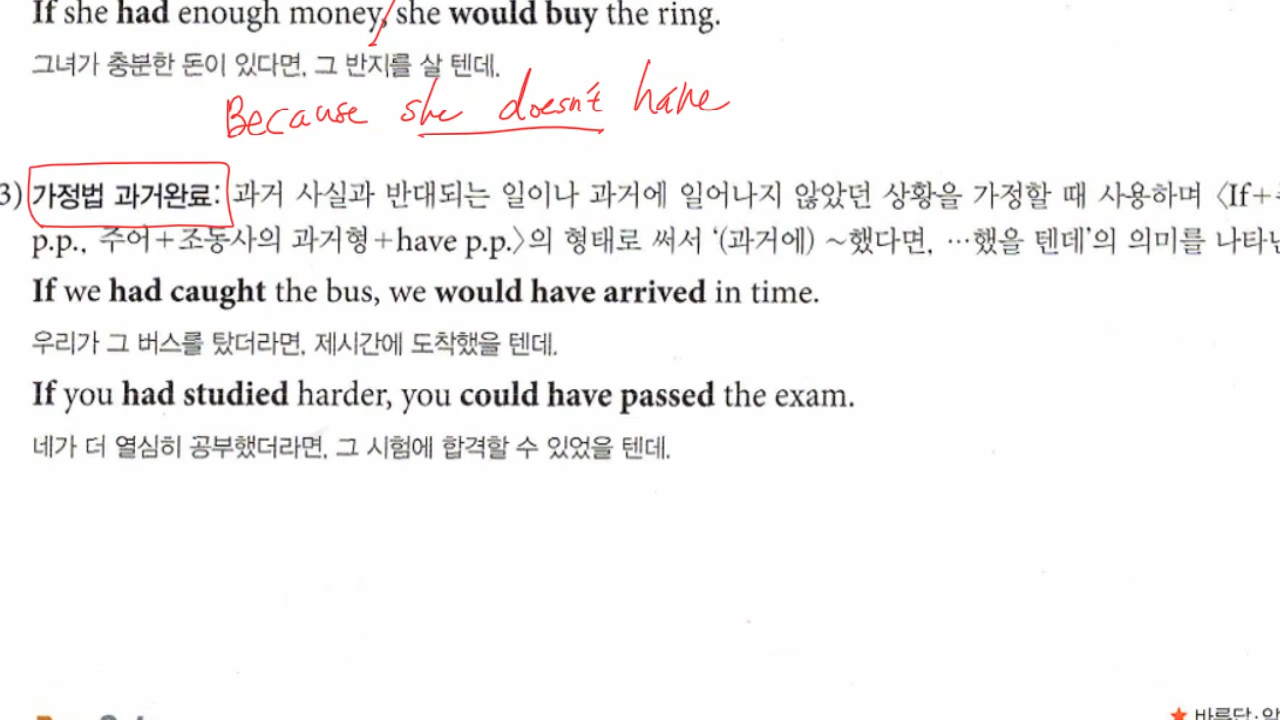 If she had enough money, she would buy the ring.
그녀가 충분한 돈이 있다면, 그 반지를 살 텐데.
Because she doesn't have
3) 가정법 과거완료: 과거 사실과 반대되는 일이나 과거에 일어나지 않았던 상황을 가정할 때 사용하며 〈If+
p.p., 주어+조동사의 과거형+have p.p.〉의 형태로 써서 '(과거에) ~했다면, …했을 텐데'의 의미를
If we had caught the bus, we would have arrived in time.
우리가 그 버스를 탔더라면, 제시간에 도착했을 텐데.
If you had studied harder, you could have passed the exam.
네가 더 열심히 공부했더라면, 그 시험에 합격할 수 있었을 텐데.